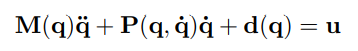 M(q)q̈ + P(q, q̇)q̇ + d(q) = u